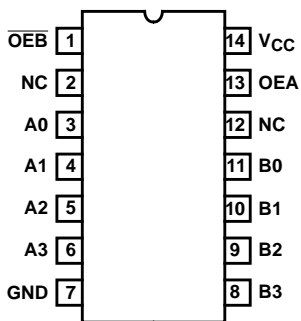 O̅E̅B̅ 1 14 VCC
NC 2 13 OEA
A0 3 12 NC
A1 4 11 B0
A2 5 10 B1
A3 6 9 B2
GND 7 8 B3